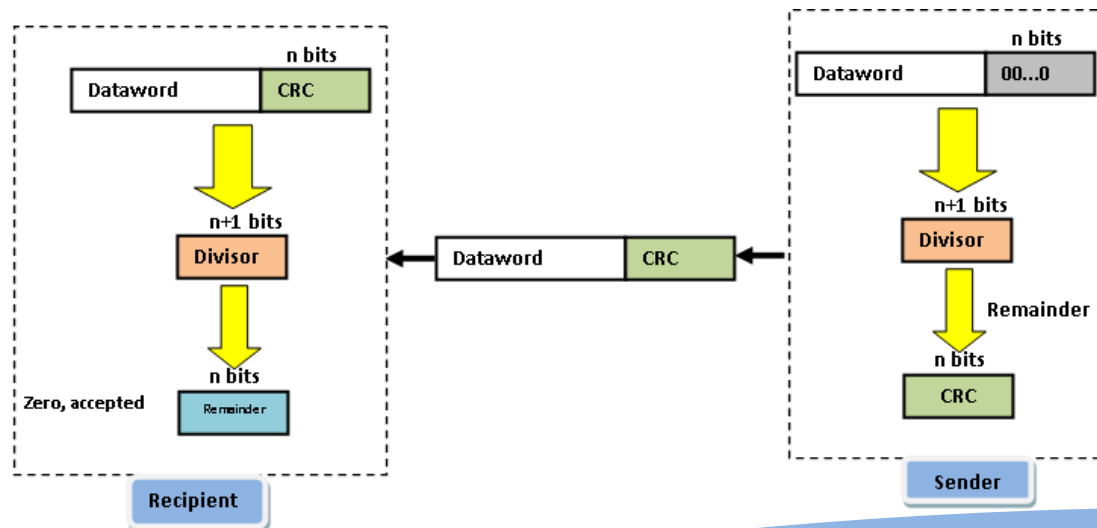 n bits
Dataword CRC
n+1 bits
Divisor
n bits
Zero, accepted
Remainder
Recipient
Dataword CRC
n bits
Dataword 00...0
n+1 bits
Divisor
Remainder
n bits
CRC
Sender